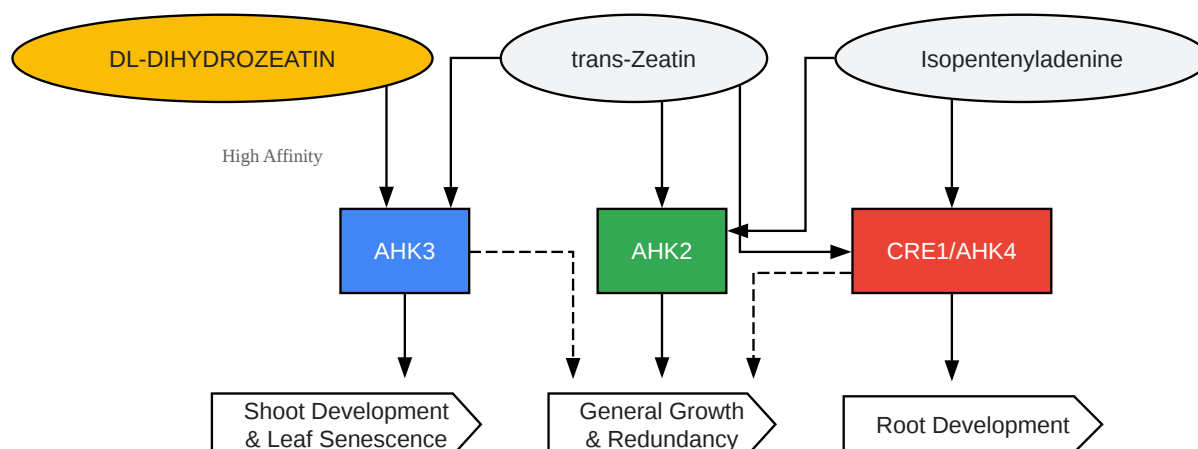 DL-DIHYDROZEATIN
trans-Zeatin
Isopentenyladenine
High Affinity
AHK3
AHK2
CRE1/AHK4
Shoot Development
& Leaf Senescence
General Growth
& Redundancy
Root Development